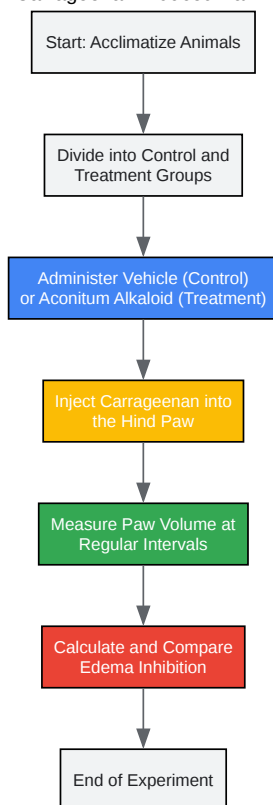 Start: Acclimatize Animals
Divide into Control and
Treatment Groups
Administer Vehicle (Control)
or Aconitum Alkaloid (Treatment)
Inject Carrageenan into
the Hind Paw
Measure Paw Volume at
Regular Intervals
Calculate and Compare
Edema Inhibition
End of Experiment